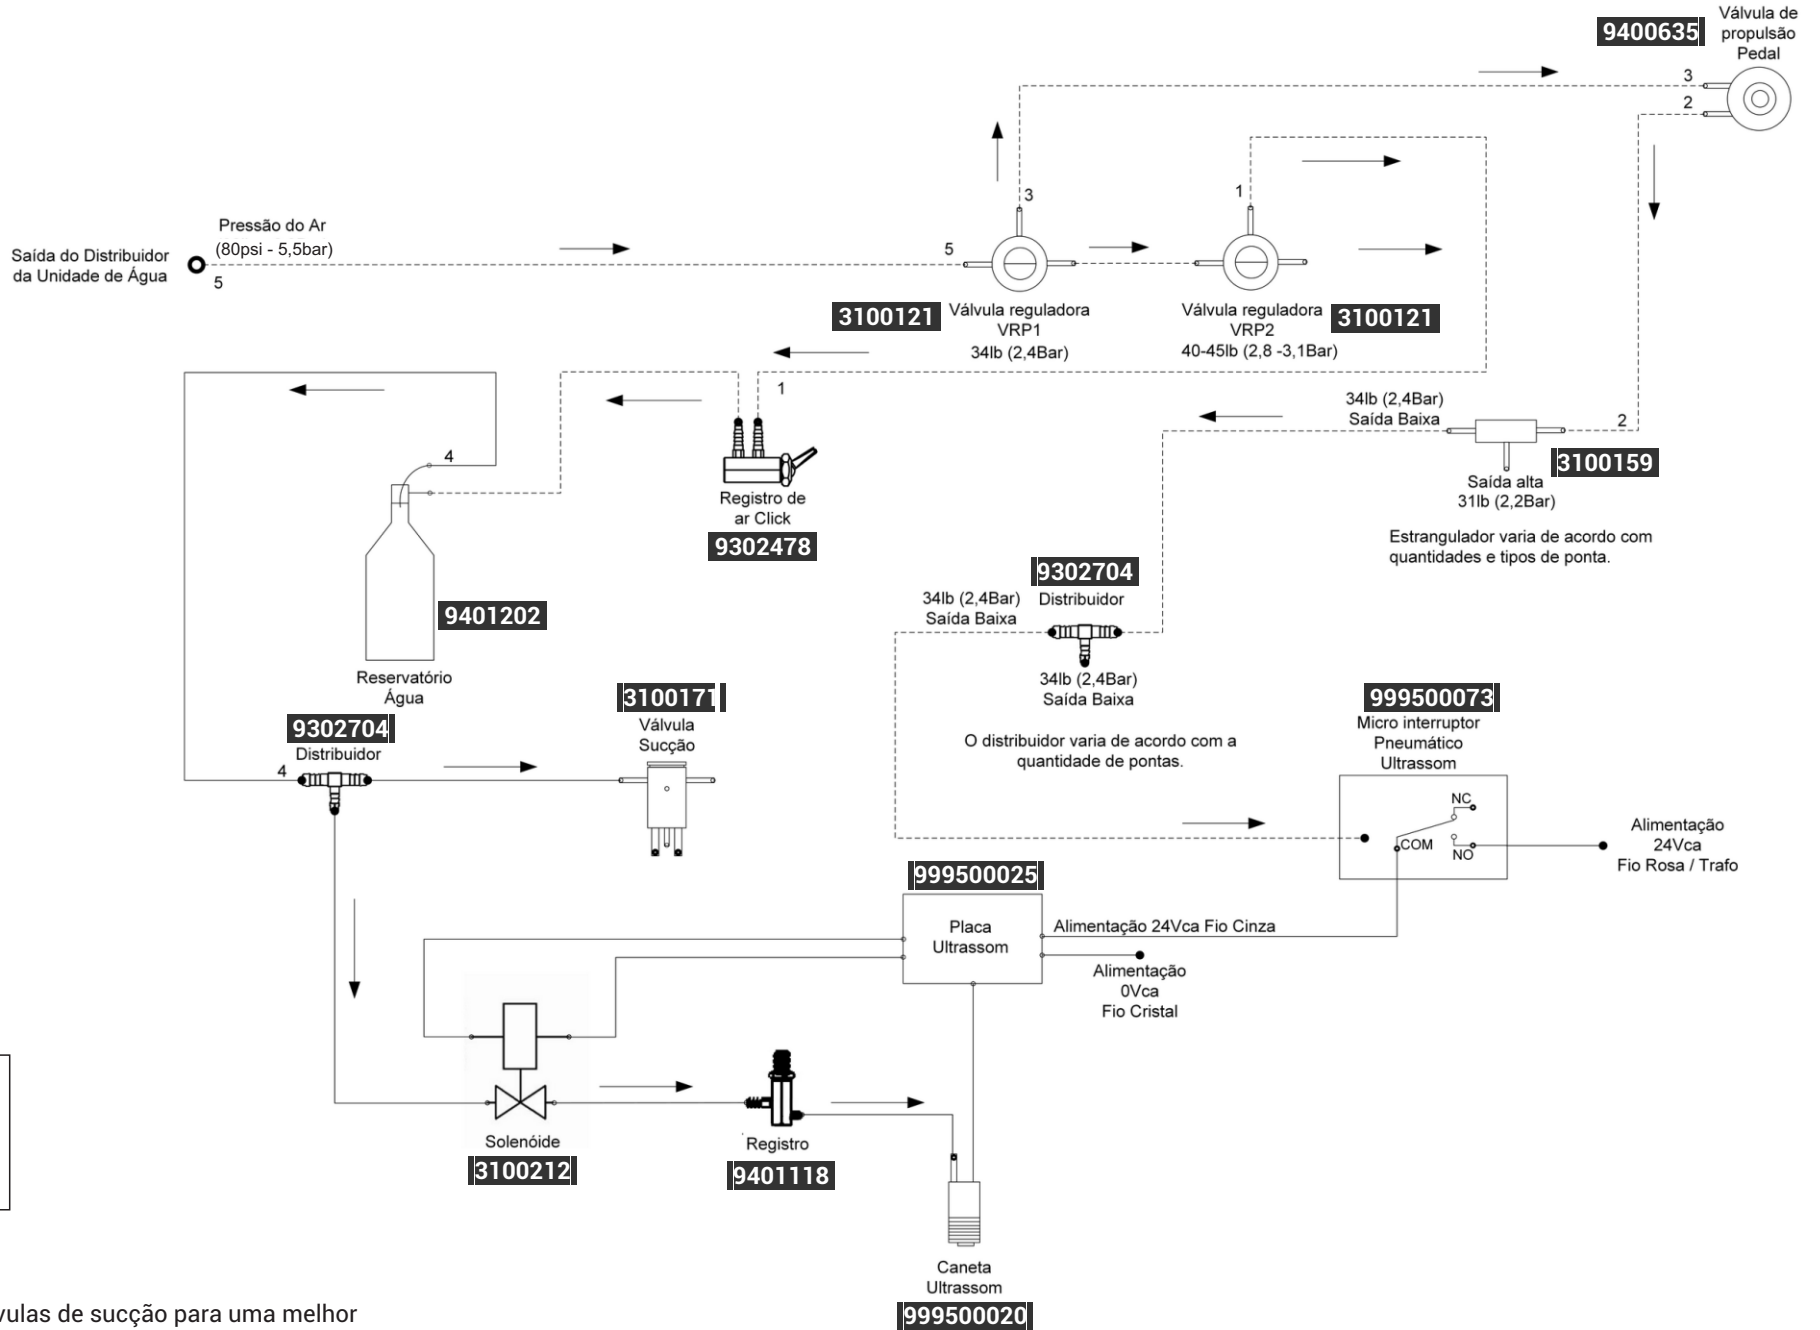 9400635
Válvula de
propulsão
Pedal
3
2
Pressão do Ar
(80psi - 5,5bar)
Saída do Distribuidor
da Unidade de Água
5
5
3
1
3100121
Válvula reguladora
VRP1
34lb (2,4Bar)
Válvula reguladora
VRP2
40-45lb (2,8 -3,1Bar)
3100121
1
34lb (2,4Bar)
Saída Baixa
2
3100159
Saída alta
31lb (2,2Bar)
Estrangulador varia de acordo com
quantidades e tipos de ponta.
4
Registro de
ar Click
9302478
9401202
Reservatório
Água
9302704
Distribuidor
34lb (2,4Bar)
Saída Baixa
34lb (2,4Bar)
Saída Baixa
O distribuidor varia de acordo com a
quantidade de pontas.
9302704
Distribuidor
4
3100171
Válvula
Sucção
999500073
Micro interruptor
Pneumático
Ultrassom
NC
COM
NO
Alimentação
24Vca
Fio Rosa / Trafo
999500025
Placa
Ultrassom
Alimentação 24Vca Fio Cinza
Alimentação
0Vca
Fio Cristal
Solenóide
3100212
Registro
9401118
Caneta
Ultrassom
999500020
vulas de sucção para uma melhor